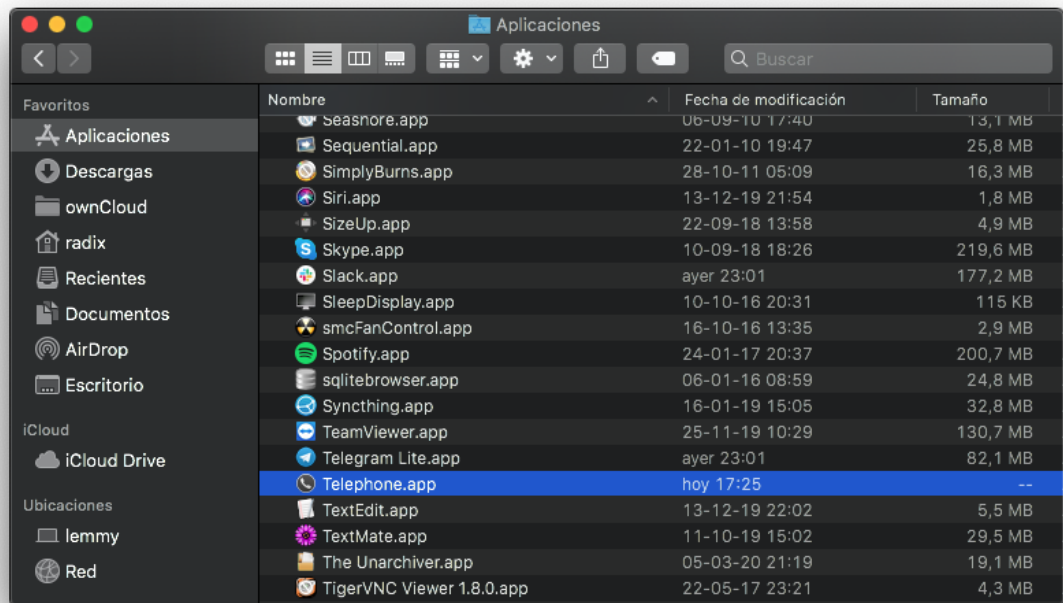 Aplicaciones
Buscar
Favoritos
Aplicaciones
Descargas
ownCloud
radix
Recientes
Documentos
AirDrop
Escritorio
iCloud
iCloud Drive
Ubicaciones
lemmy
Red
Nombre Fecha de modificación Tamaño
Seashore.app 06-09-10 17:40 13,1 MB
Sequential.app 22-01-10 19:47 25,8 MB
SimplyBurns.app 28-10-11 05:09 16,3 MB
Siri.app 13-12-19 21:54 1,8 MB
SizeUp.app 22-09-18 13:58 4,9 MB
Skype.app 10-09-18 18:26 219,6 MB
Slack.app ayer 23:01 177,2 MB
SleepDisplay.app 10-10-16 20:31 115 KB
smcFanControl.app 16-10-16 13:35 2,9 MB
Spotify.app 24-01-17 20:37 200,7 MB
sqlitebrowser.app 06-01-16 08:59 24,8 MB
Syncthing.app 16-01-19 15:05 32,8 MB
TeamViewer.app 25-11-19 10:29 130,7 MB
Telegram Lite.app ayer 23:01 82,1 MB
Telephone.app hoy 17:25 --
TextEdit.app 13-12-19 22:02 5,5 MB
TextMate.app 11-10-19 15:02 29,5 MB
The Unarchiver.app 05-03-20 21:19 19,1 MB
TigerVNC Viewer 1.8.0.app 22-05-17 23:21 4,3 MB